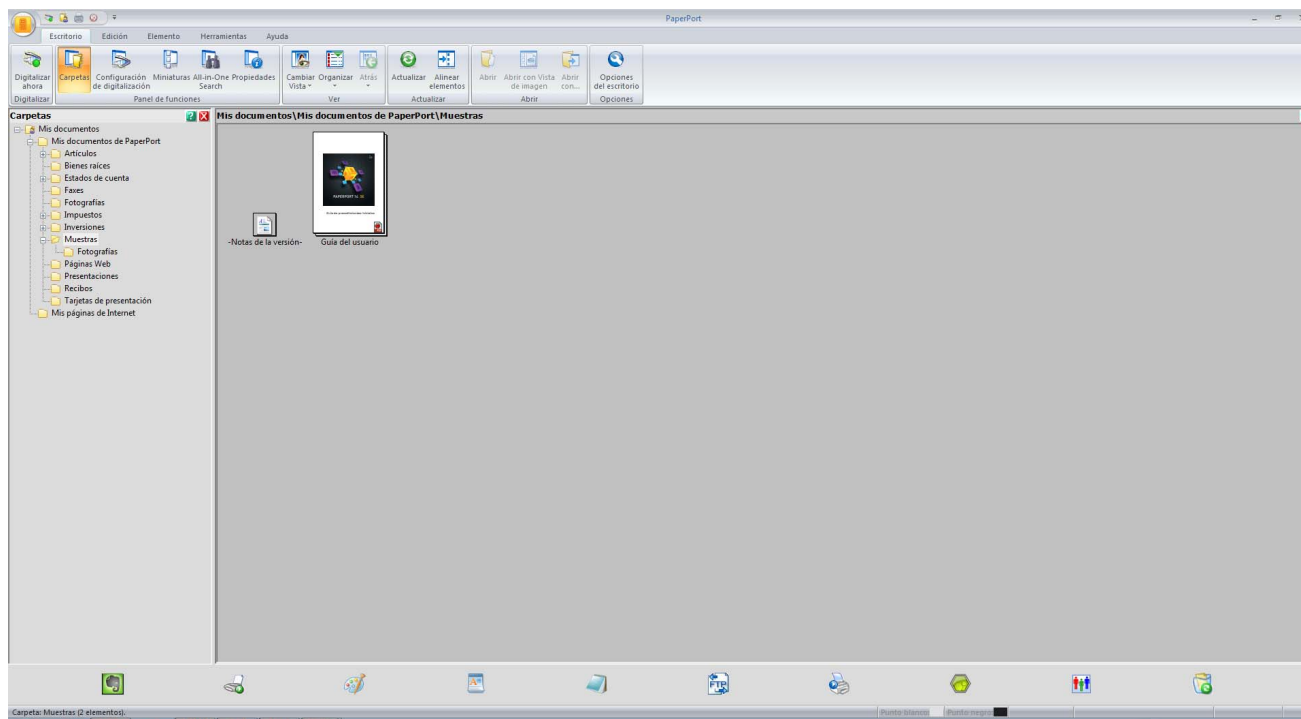 PaperPort
Escritorio Edición Elemento Herramientas Ayuda
Digitalizar ahora
Carpetas
Configuración de digitalización
Miniaturas
All-in-One Search
Propiedades
Cambiar Vista
Organizar
Atrás
Actualizar
Alinear elementos
Abrir
Abrir con Vista de imagen
Abrir con...
Opciones del escritorio
Digitalizar Panel de funciones Ver Actualizar Abrir Opciones
Carpetas
Mis documentos\Mis documentos de PaperPort\Muestras
Mis documentos
Mis documentos de PaperPort
Artículos
Bienes raíces
Estados de cuenta
Faxes
Fotografías
Impuestos
Inversiones
Muestras
Fotografías
Páginas Web
Presentaciones
Recibos
Tarjetas de presentación
Mis páginas de Internet
-Notas de la versión-
Guía del usuario
FTP
Carpeta: Muestras (2 elementos).
Punto blanco:
Punto negro: